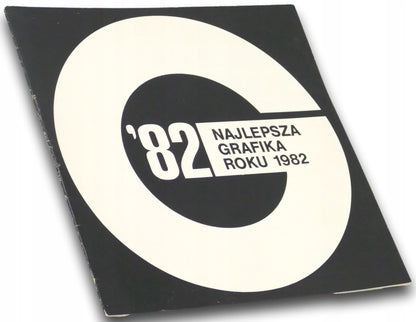 '82
NAJLEPSZA
GRAFIKA
ROKU 1982